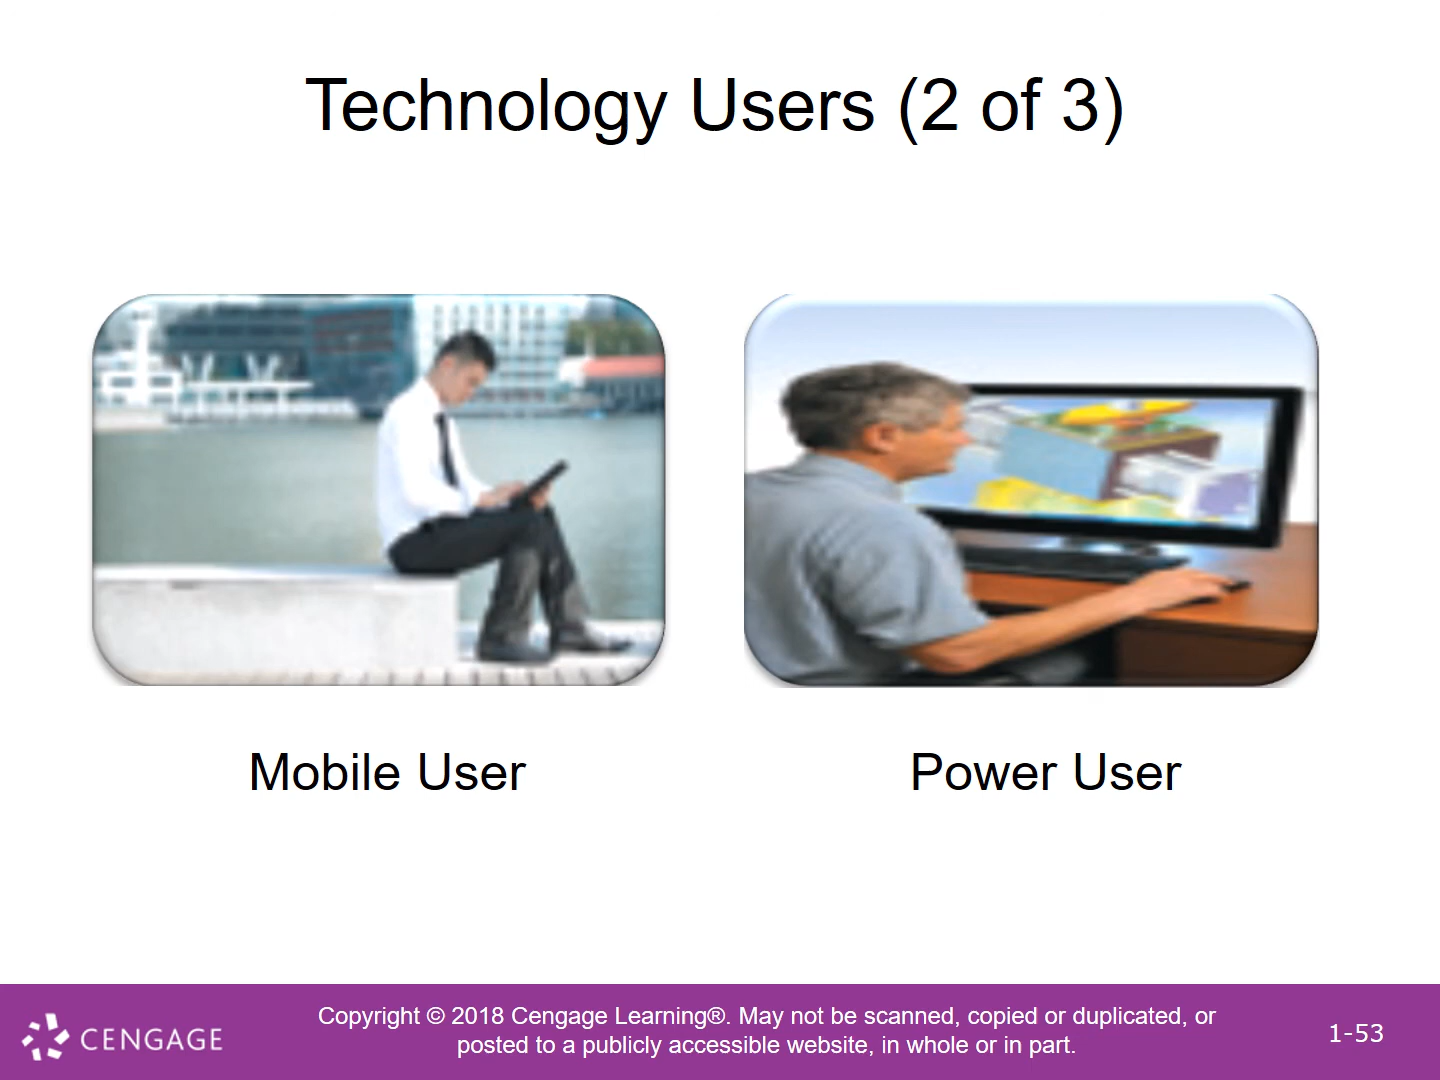 Technology Users (2 of 3)
Mobile User
Power User
CENGAGE
Copyright © 2018 Cengage Learning®. May not be scanned, copied or duplicated, or
posted to a publicly accessible website, in whole or in part.
1-53